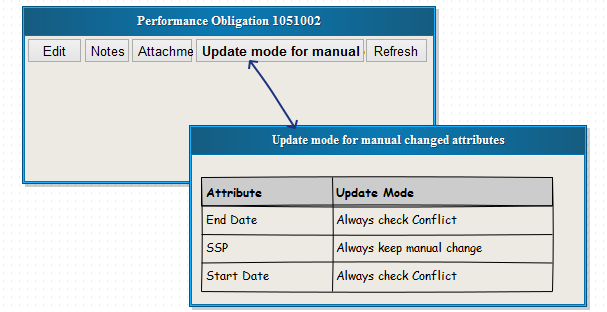 Performance Obligation 1051002
Edit Notes Attachme Update mode for manual Refresh
Update mode for manual changed attributes
Attribute Update Mode
End Date Always check Conflict
SSP Always keep manual change
Start Date Always check Conflict